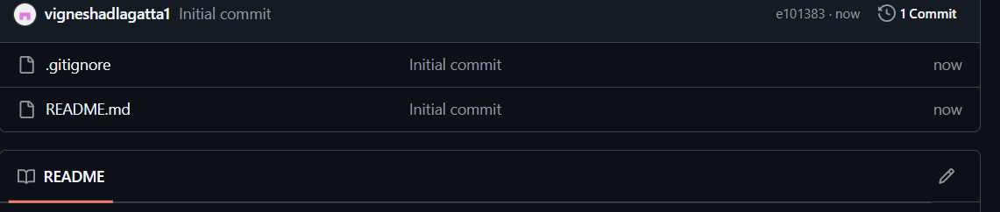 vigneshadlagatta1 Initial commit e101383 · now 1 Commit
.gitignore Initial commit now
README.md Initial commit now
README